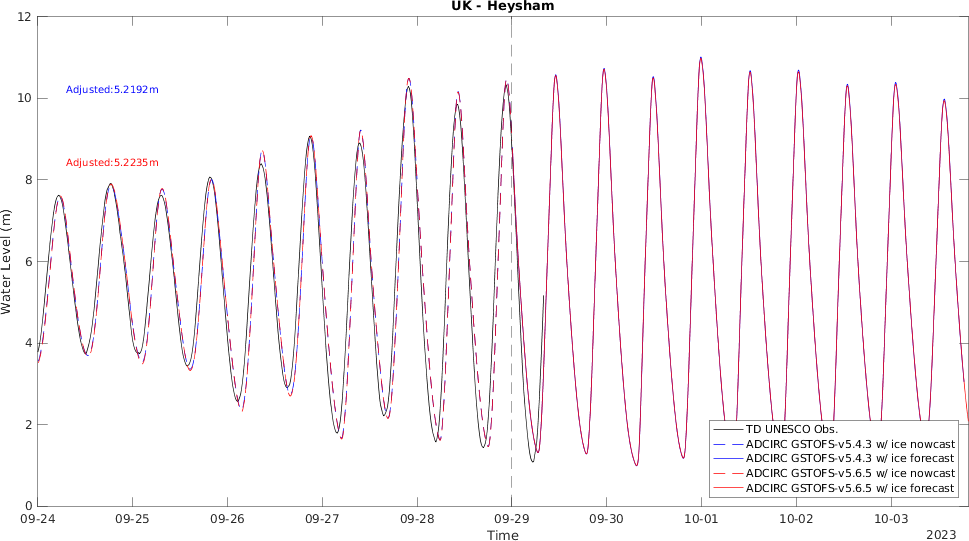 UK - Heysham
12
10
8
6
4
2
0
Water Level (m)
Adjusted:5.2192m
Adjusted:5.2235m
TD UNESCO Obs.
ADCIRC GSTOFS-v5.4.3 w/ ice nowcast
ADCIRC GSTOFS-v5.4.3 w/ ice forecast
ADCIRC GSTOFS-v5.6.5 w/ ice nowcast
ADCIRC GSTOFS-v5.6.5 w/ ice forecast
09-24 09-25 09-26 09-27 09-28 09-29 09-30 10-01 10-02 10-03
Time
2023